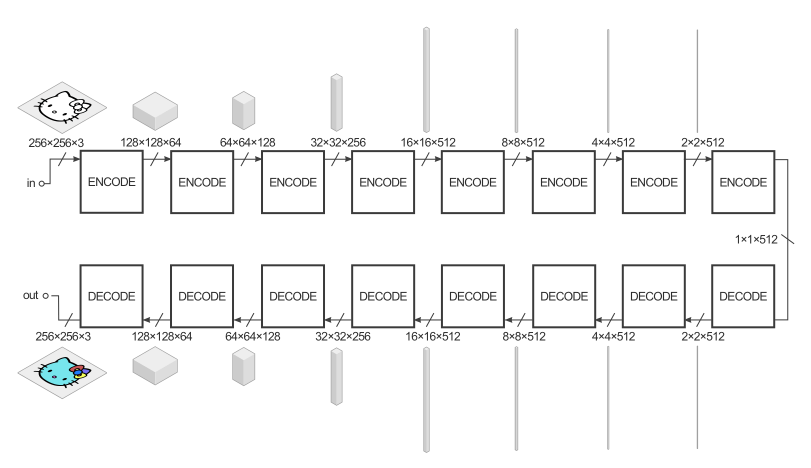 256×256×3 128×128×64 64×64×128 32×32×256 16×16×512 8×8×512 4×4×512 2×2×512
in ENCODE ENCODE ENCODE ENCODE ENCODE ENCODE ENCODE ENCODE
1×1×512
out DECODE DECODE DECODE DECODE DECODE DECODE DECODE DECODE
256×256×3 128×128×64 64×64×128 32×32×256 16×16×512 8×8×512 4×4×512 2×2×512